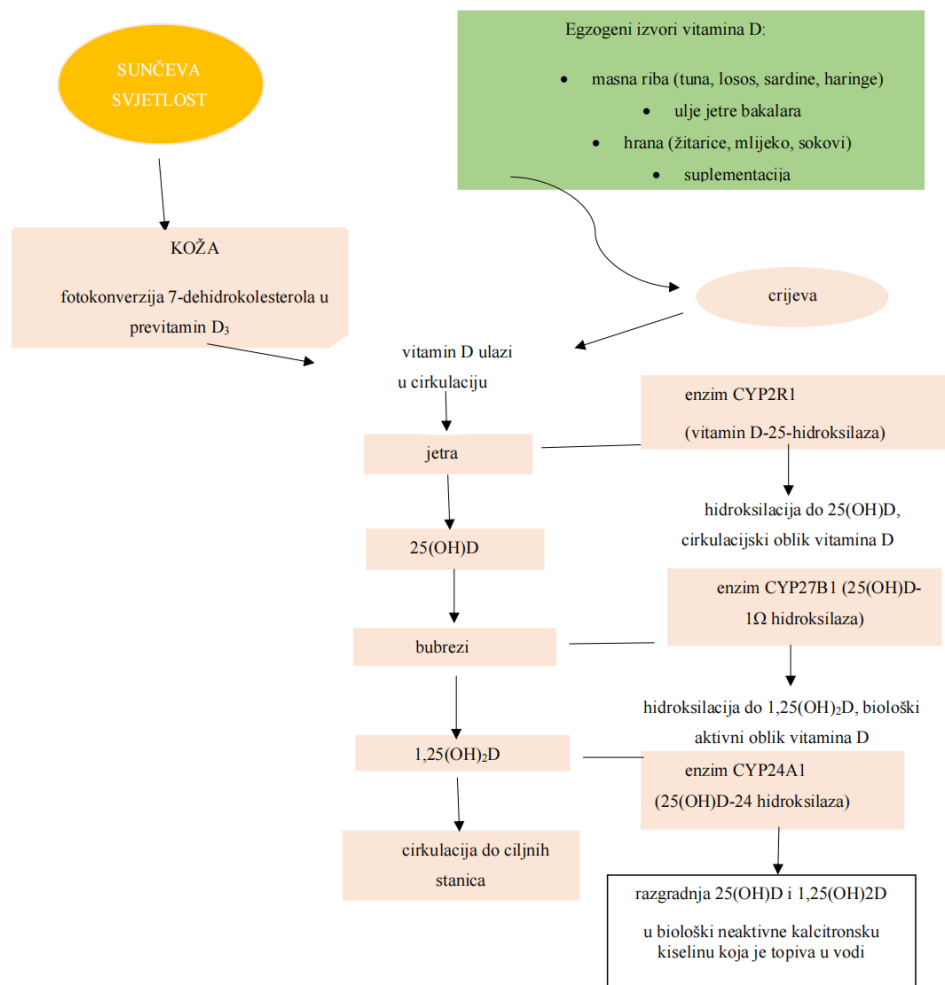 SUNČEVA
SVJETLOST
Egzogeni izvori vitamina D:
• masna riba (tuna, losos, sardine, haringe)
• ulje jetre bakalara
• hrana (žitarice, mlijeko, sokovi)
• suplementacija
KOŽA
fotokonverzija 7-dehidrokolesterola u
previtamin D₃
crijeva
vitamin D ulazi
u cirkulaciju
enzim CYP2R1
(vitamin D-25-hidroksilaza)
jetra
hidroksilacija do 25(OH)D,
cirkulacijski oblik vitamina D
25(OH)D
enzim CYP27B1 (25(OH)D-
1Ω hidroksilaza)
bubrezi
hidroksilacija do 1,25(OH)₂D, biološki
aktivni oblik vitamina D
1,25(OH)₂D
enzim CYP24A1
(25(OH)D-24 hidroksilaza)
cirkulacija do ciljnih
stanica
razgradnja 25(OH)D i 1,25(OH)2D
u biološki neaktivne kalcitronsku
kiselinu koja je topiva u vodi